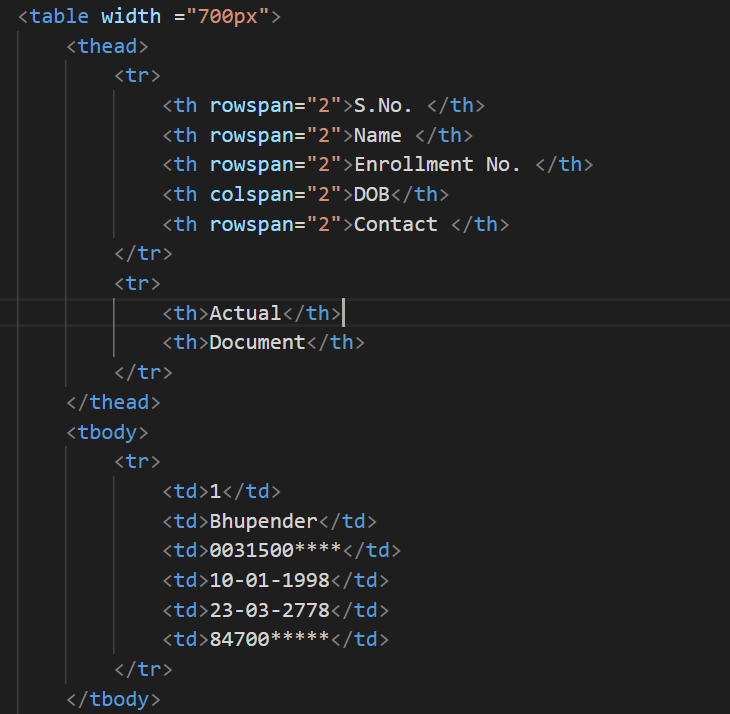 <table width ="700px">
<thead>
<tr>
<th rowspan="2">S.No. </th>
<th rowspan="2">Name </th>
<th rowspan="2">Enrollment No. </th>
<th colspan="2">DOB</th>
<th rowspan="2">Contact </th>
</tr>
<tr>
<th>Actual</th>
<th>Document</th>
</tr>
</thead>
<tbody>
<tr>
<td>1</td>
<td>Bhupender</td>
<td>0031500****</td>
<td>10-01-1998</td>
<td>23-03-2778</td>
<td>84700*****</td>
</tr>
</tbody>